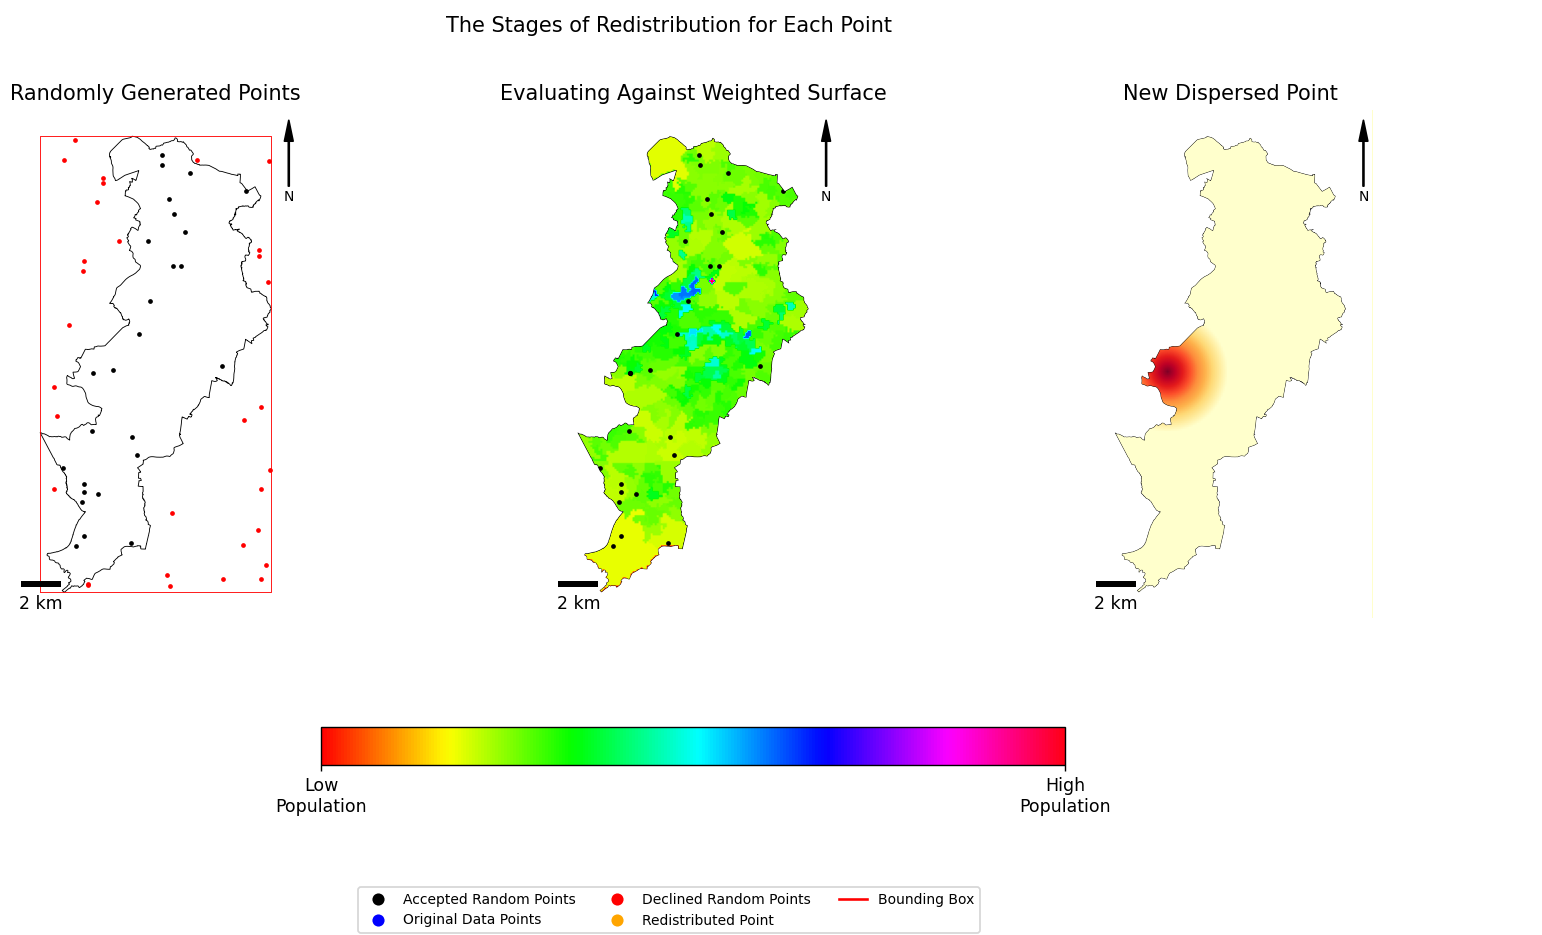 The Stages of Redistribution for Each Point
Randomly Generated Points
Evaluating Against Weighted Surface
New Dispersed Point
N
N
N
2 km
2 km
2 km
Low
Population
High
Population
Accepted Random Points
Original Data Points
Declined Random Points
Redistributed Point
Bounding Box